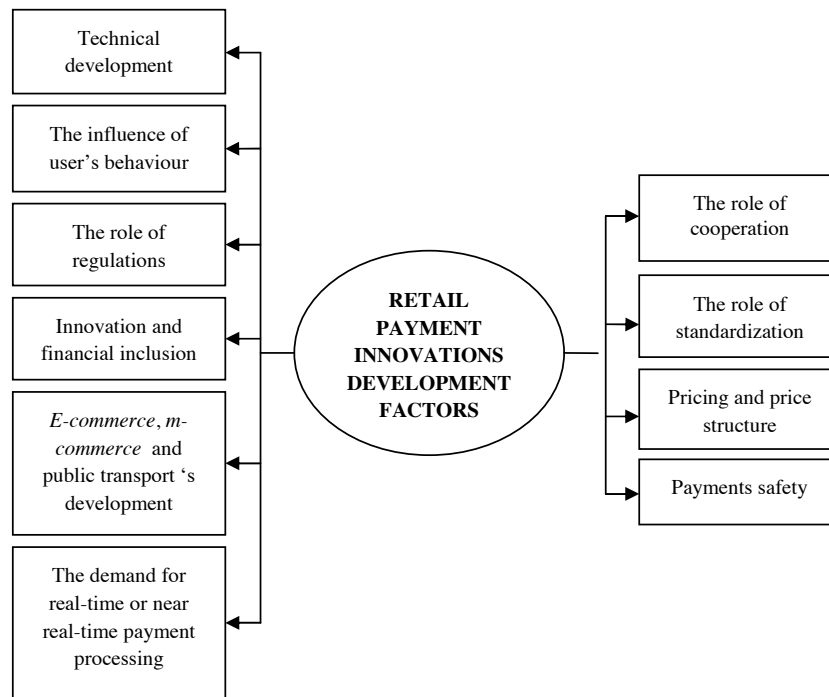 Technical
development
The influence of
user's behaviour
The role of
regulations
Innovation and
financial inclusion
E-commerce, m-
commerce and
public transport ‘s
development
The demand for
real-time or near
real-time payment
processing
RETAIL
PAYMENT
INNOVATIONS
DEVELOPMENT
FACTORS
The role of
cooperation
The role of
standardization
Pricing and price
structure
Payments safety